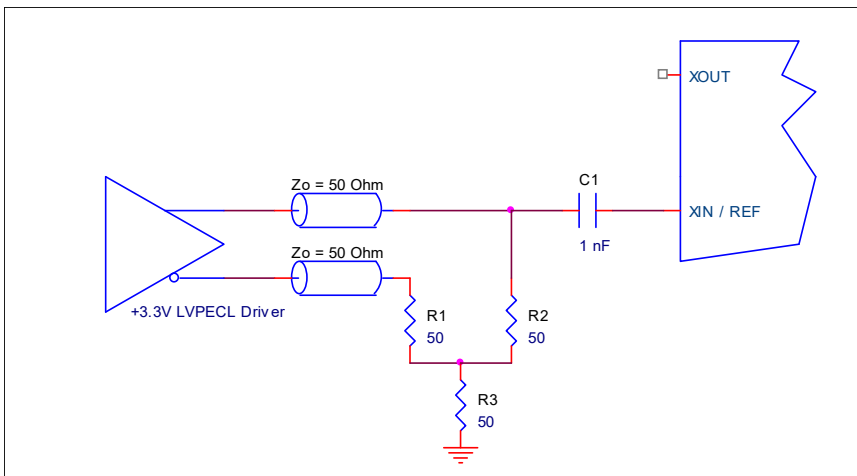 XOUT
Zo = 50 Ohm
C1
XIN / REF
1 nF
Zo = 50 Ohm
+3.3V LVPECL Driver
R1
50
R2
50
R3
50